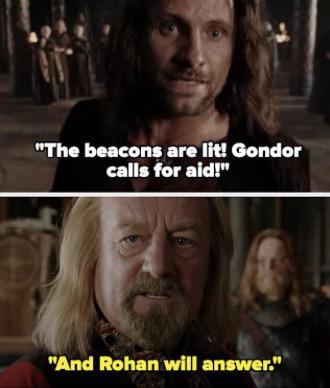 "The beacons are lit! Gondor
calls for aid!"
"And Rohan will answer."